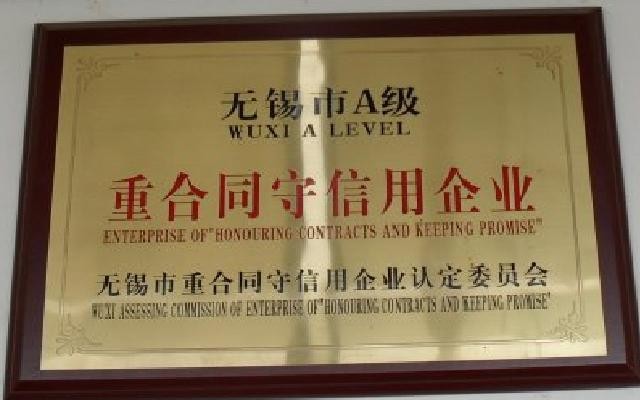 无锡市A级
WUXI A LEVEL
重合同守信用企业
ENTERPRISE OF"HONOURING CONTRACTS AND KEEPING PROMISE"
无锡市重合同守信用企业认定委员会
WUXI ASSESSING COMMISSION OF ENTERPRISE OF"HONOURING CONTRACTS AND KEEPING PROMISE"